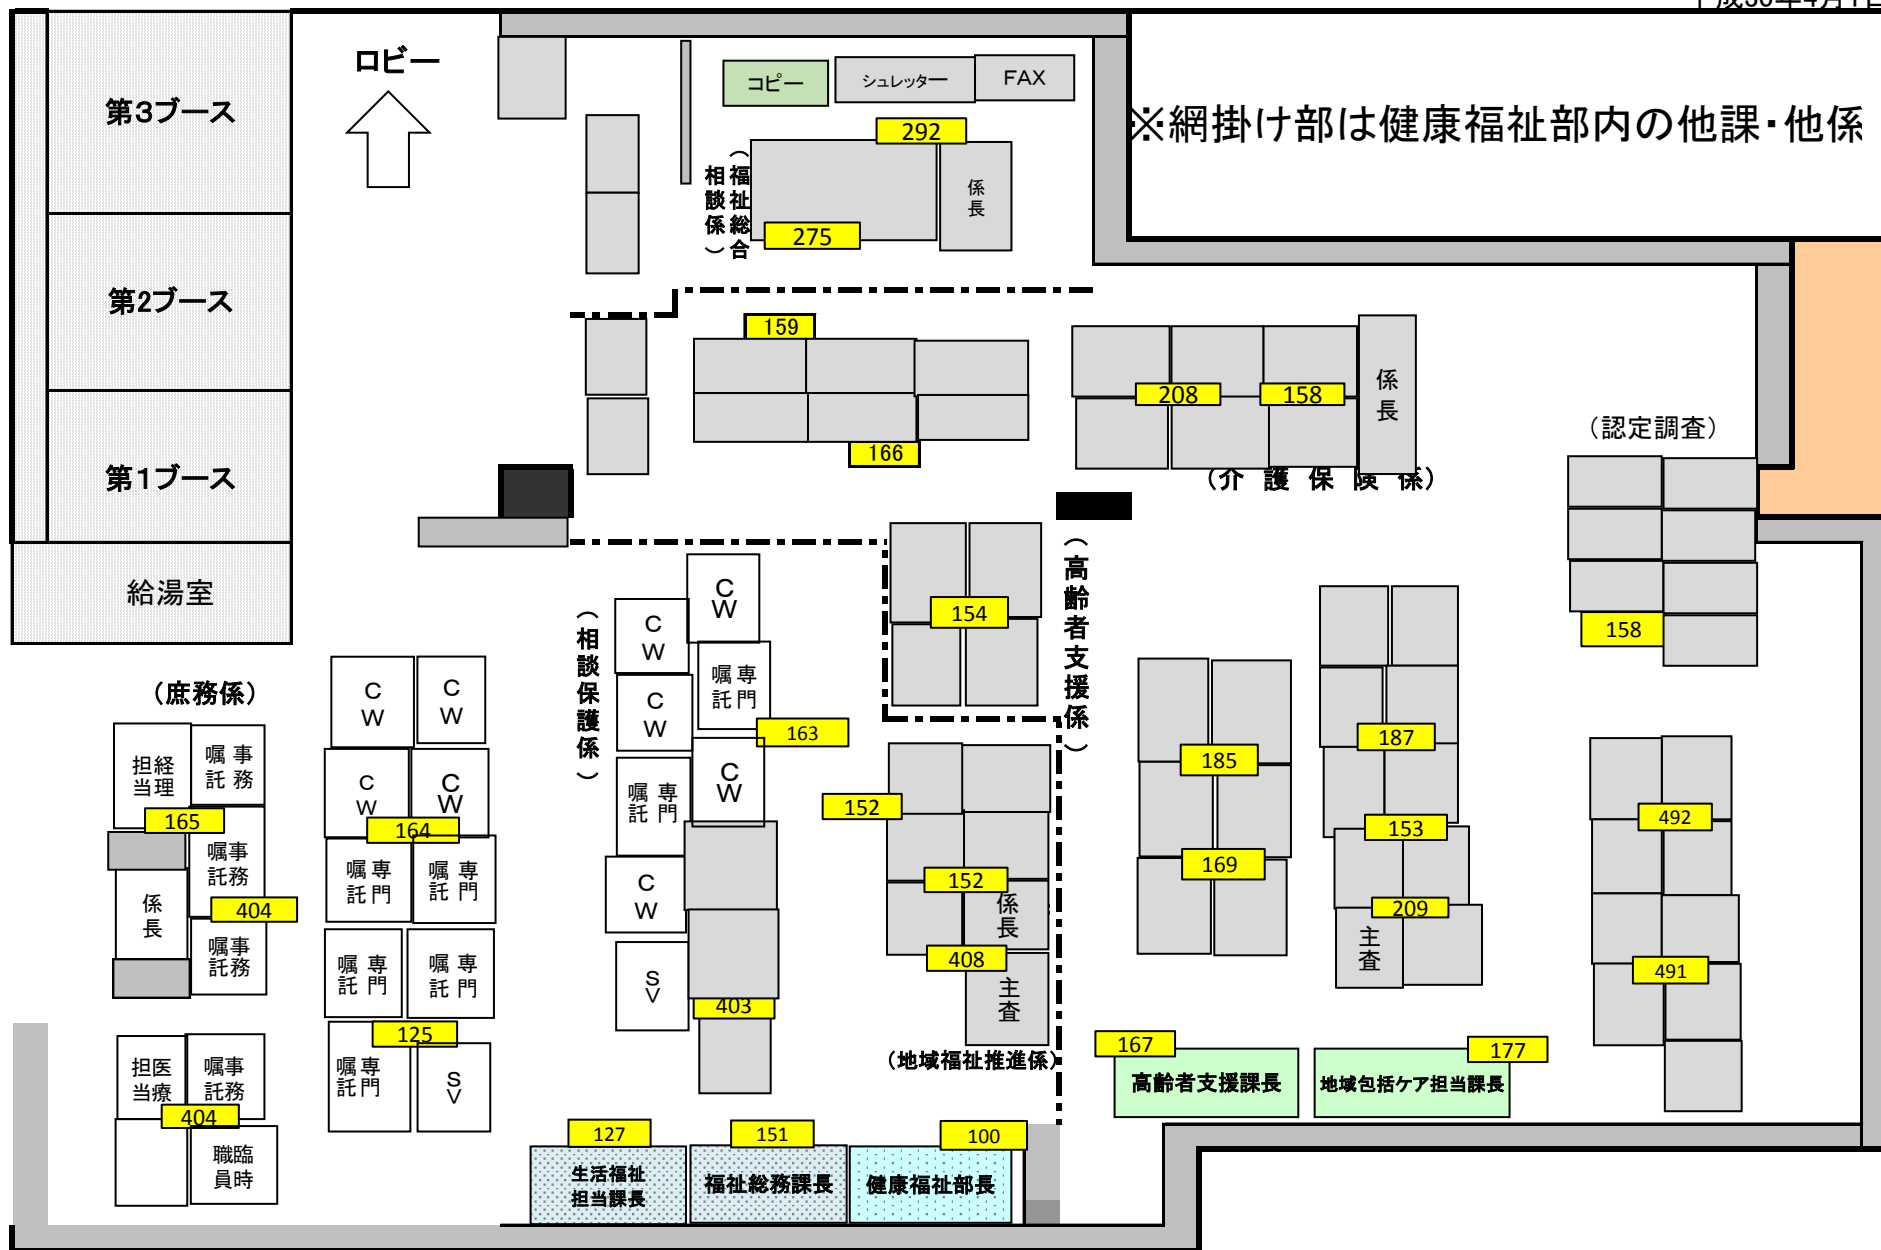 平成30年4月1日
ロビー
コピー
シュレッダー
FAX
第3ブース
※網掛け部は健康福祉部内の他課・他係
292
（福祉総合
相談係）
係長
275
第2ブース
159
208
158
係長
166
（認定調査）
第1ブース
（介護保険係）
給湯室
（相談保護係）
（高齢者支援係）
154
158
（庶務係）
CW
CW
CW
CW
CW
専門
嘱託
163
経理
担当
事務
嘱託
165
CW
CW
164
専門
嘱託
CW
152
185
187
492
事務
嘱託
404
係長
事務
嘱託
専門
嘱託
専門
嘱託
CW
152
係長
169
153
209
主査
専門
嘱託
専門
嘱託
SV
403
408
主査
491
125
専門
嘱託
SV
医療
担当
事務
嘱託
404
臨時
職員
（地域福祉推進係）
167
高齢者支援課長
177
地域包括ケア担当課長
127
生活福祉
担当課長
151
福祉総務課長
100
健康福祉部長